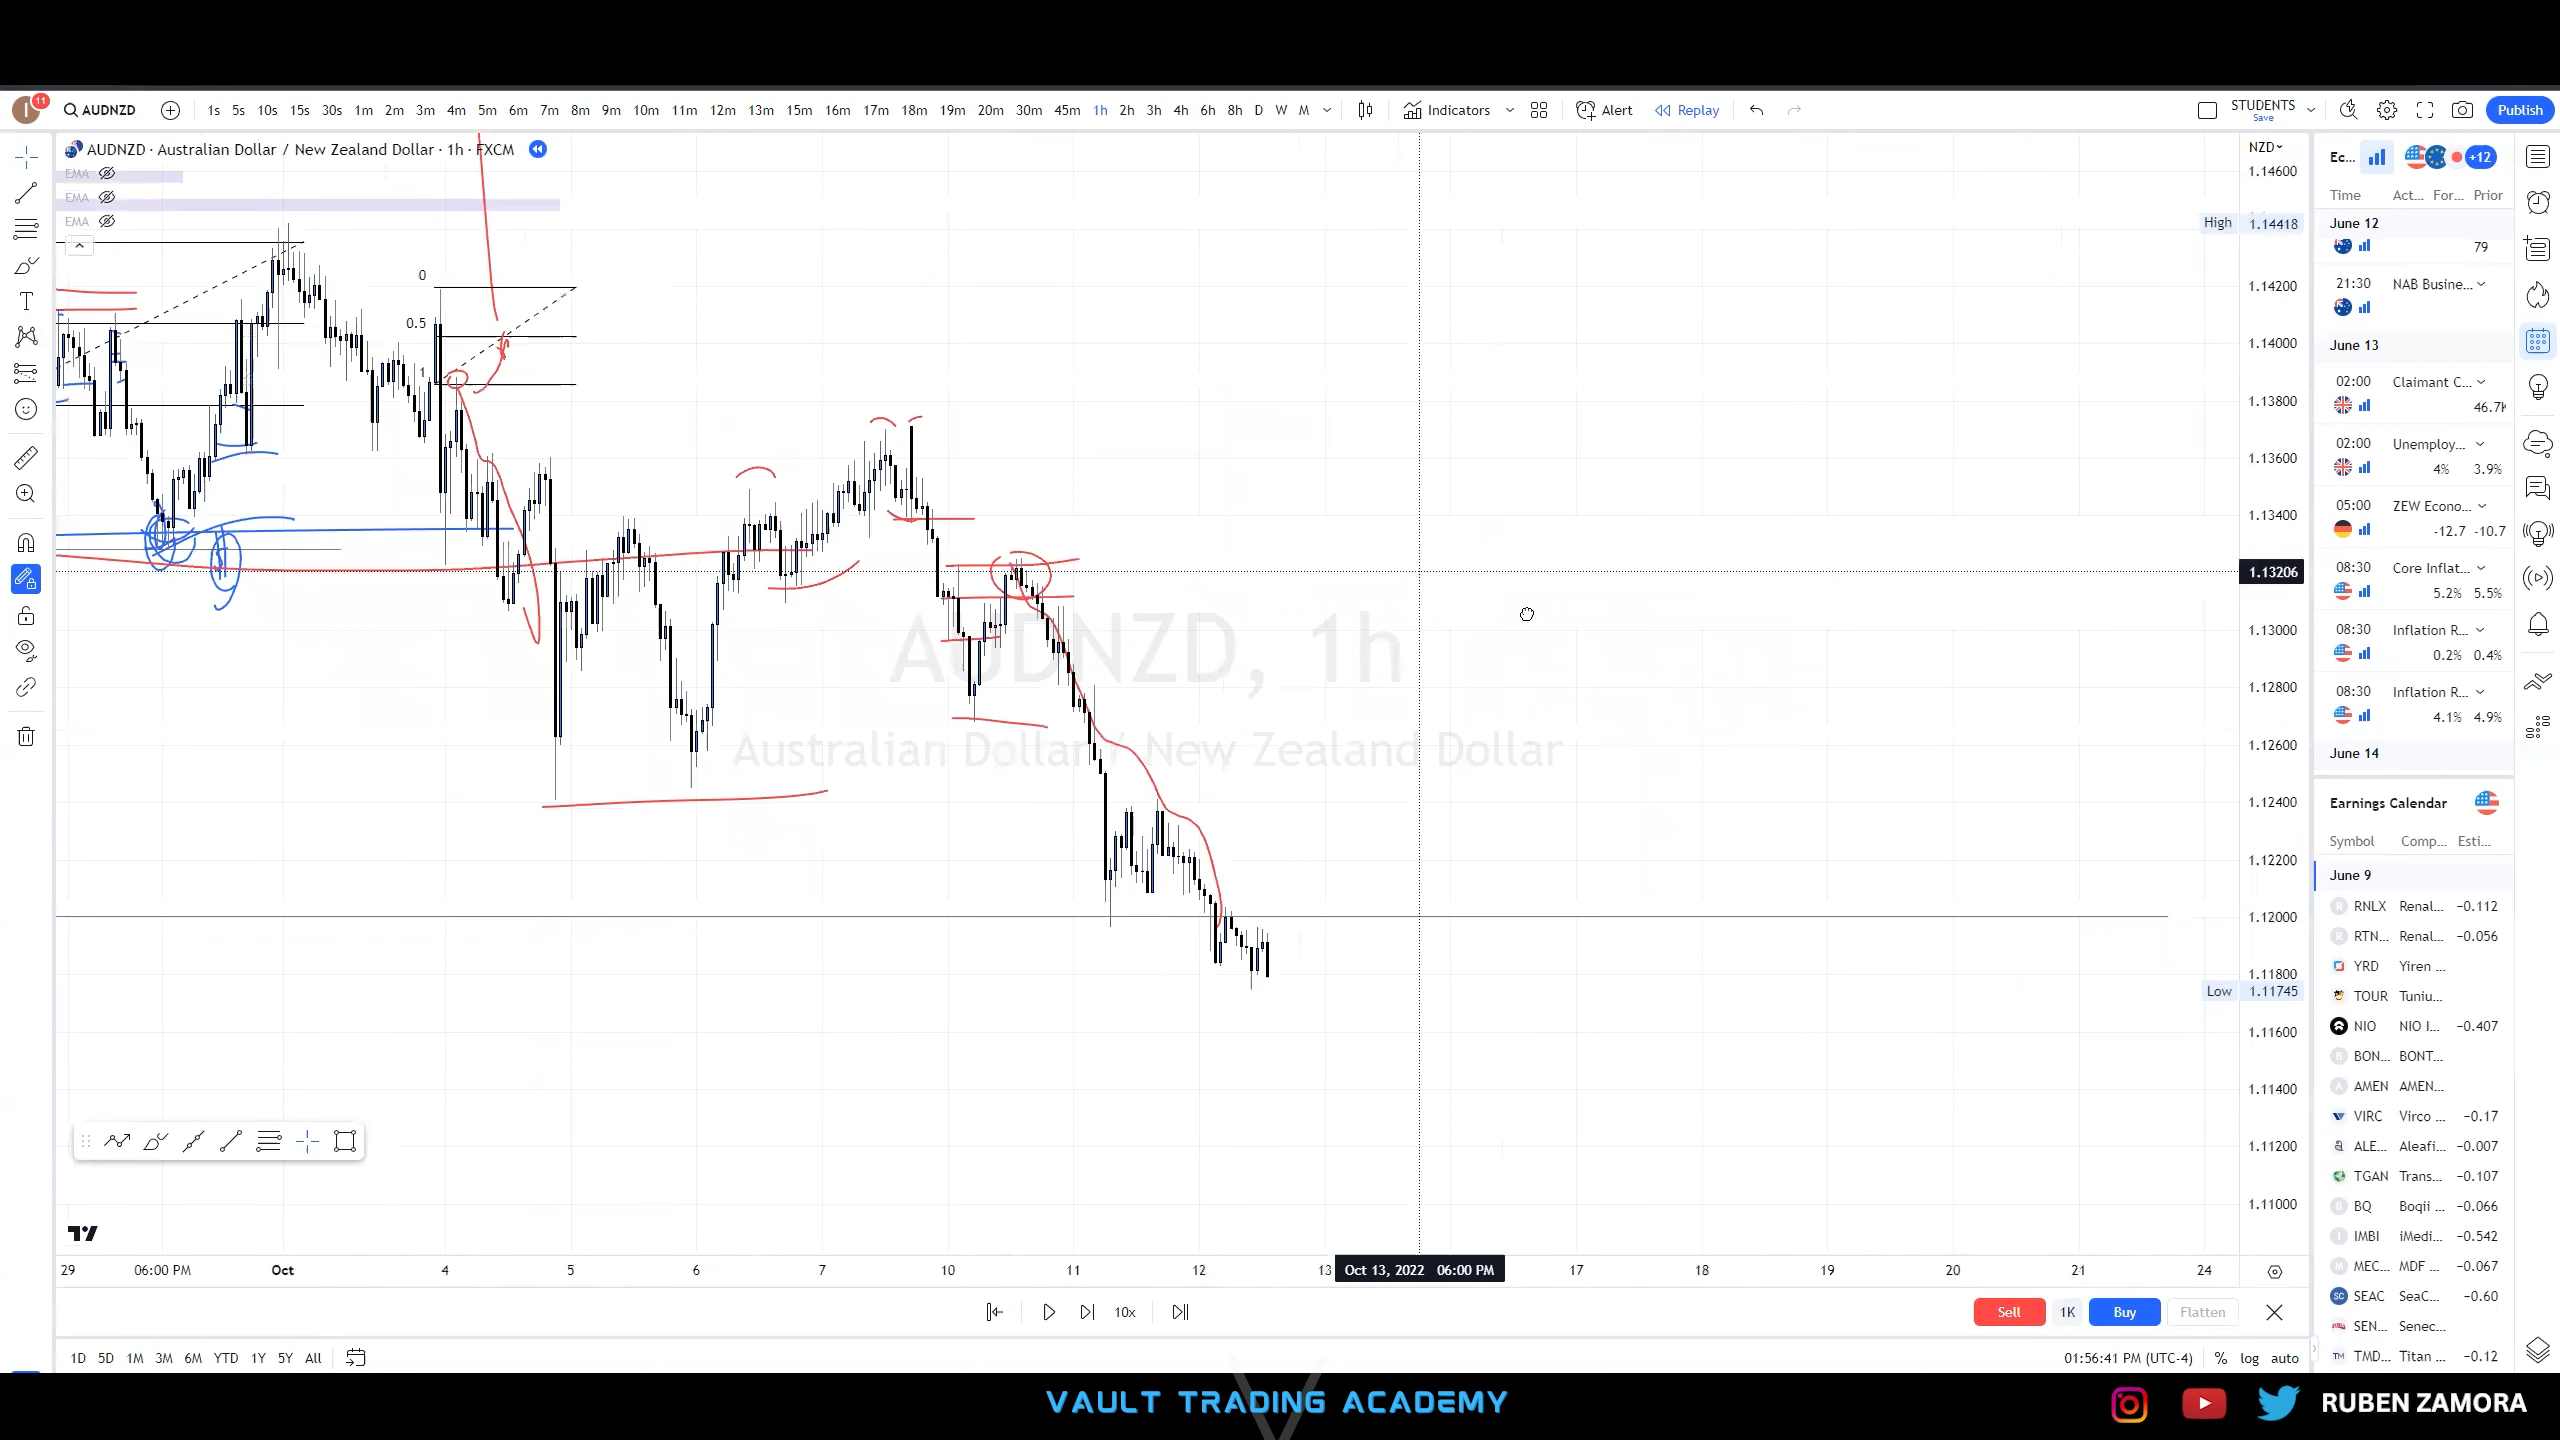 11
AUDNZD
1s 5s 10s 15s 30s 1m 2m 3m 4m 5m 6m 7m 8m 9m 10m 11m 12m 13m 15m 16m 17m 18m 19m 20m 30m 45m 1h 2h 3h 4h 6h 8h D W M
Indicators
Alert
Replay
STUDENTS
Save
Publish
AUDNZD · Australian Dollar / New Zealand Dollar · 1h · FXCM
EMA
EMA
EMA
0
0.5
1
AUDNZD, 1h
Australian Dollar / New Zealand Dollar
NZD
1.14600
High 1.14418
1.14200
1.14000
1.13800
1.13600
1.13400
1.13206
1.13000
1.12800
1.12600
1.12400
1.12200
1.12000
1.11800
Low 1.11745
1.11600
1.11400
1.11200
1.11000
29 06:00 PM Oct 4 5 6 7 10 11 12 13 Oct 13, 2022 06:00 PM 17 18 19 20 21 24
10x
Sell 1K Buy Flatten
1D 5D 1M 3M 6M YTD 1Y 5Y All
01:56:41 PM (UTC-4) % log auto
Ec... +12
Time Act... For... Prior
June 12
79
21:30 NAB Busine...
June 13
02:00 Claimant C...
46.7K
02:00 Unemploy...
4% 3.9%
05:00 ZEW Econo...
-12.7 -10.7
08:30 Core Inflat...
5.2% 5.5%
08:30 Inflation R...
0.2% 0.4%
08:30 Inflation R...
4.1% 4.9%
June 14
Earnings Calendar
Symbol Comp... Esti...
June 9
RNLX Renal... −0.112
RTN... Renal... −0.056
YRD Yiren ...
TOUR Tuniu...
NIO NIO I... −0.407
BON... BONT...
AMEN AMEN...
VIRC Virco ... −0.17
ALE... Aleafi... −0.007
TGAN Trans... −0.107
BQ Boqii ... −0.066
IMBI iMedi... −0.542
MEC... MDF ... −0.067
SEAC SeaC... −0.60
SEN... Senec...
TMD... Titan ... −0.12
VAULT TRADING ACADEMY
RUBEN ZAMORA